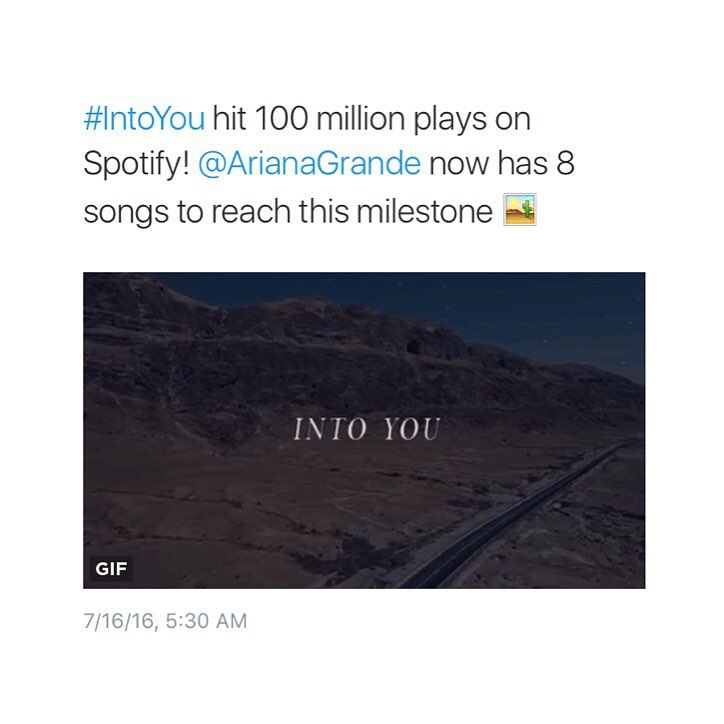 #IntoYou hit 100 million plays on
Spotify! @ArianaGrande now has 8
songs to reach this milestone 🏜
INTO YOU
GIF
7/16/16, 5:30 AM